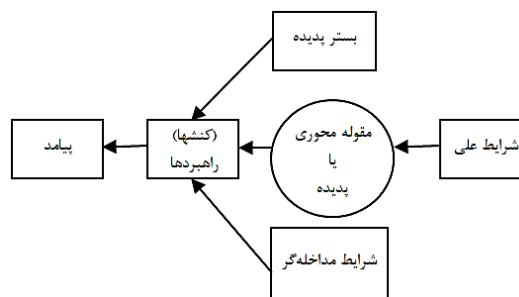 بستر پدیده
شرایط علی
مقوله محوری
یا
پدیده
(کنشها)
راهبردها
پیامد
شرایط مداخله‌گر